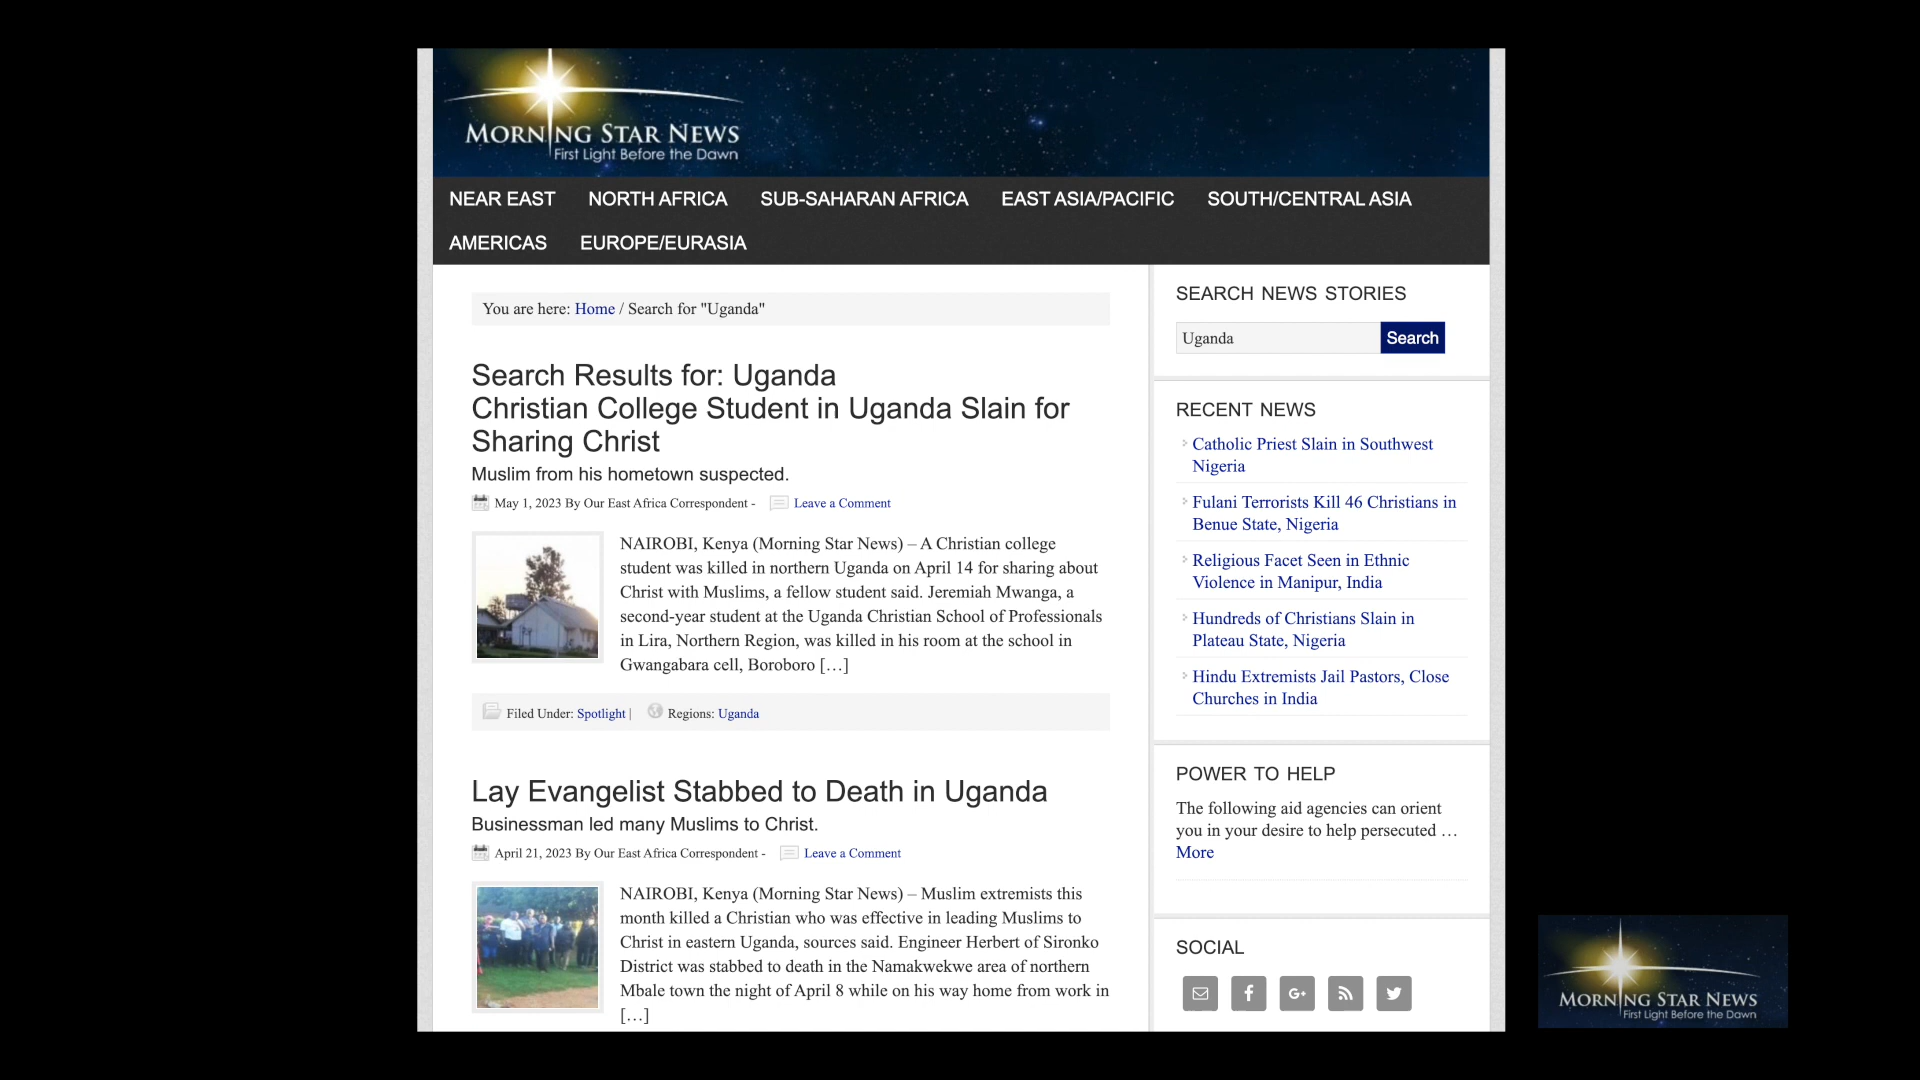 MORNING STAR NEWS
First Light Before the Dawn
NEAR EAST NORTH AFRICA SUB-SAHARAN AFRICA EAST ASIA/PACIFIC SOUTH/CENTRAL ASIA
AMERICAS EUROPE/EURASIA
You are here: Home / Search for "Uganda"
Search Results for: Uganda
Christian College Student in Uganda Slain for
Sharing Christ
Muslim from his hometown suspected.
May 1, 2023 By Our East Africa Correspondent - Leave a Comment
NAIROBI, Kenya (Morning Star News) – A Christian college
student was killed in northern Uganda on April 14 for sharing about
Christ with Muslims, a fellow student said. Jeremiah Mwanga, a
second-year student at the Uganda Christian School of Professionals
in Lira, Northern Region, was killed in his room at the school in
Gwangabara cell, Boroboro […]
Filed Under: Spotlight | Regions: Uganda
Lay Evangelist Stabbed to Death in Uganda
Businessman led many Muslims to Christ.
April 21, 2023 By Our East Africa Correspondent - Leave a Comment
NAIROBI, Kenya (Morning Star News) – Muslim extremists this
month killed a Christian who was effective in leading Muslims to
Christ in eastern Uganda, sources said. Engineer Herbert of Sironko
District was stabbed to death in the Namakwekwe area of northern
Mbale town the night of April 8 while on his way home from work in
[…]
SEARCH NEWS STORIES
Uganda Search
RECENT NEWS
Catholic Priest Slain in Southwest
Nigeria
Fulani Terrorists Kill 46 Christians in
Benue State, Nigeria
Religious Facet Seen in Ethnic
Violence in Manipur, India
Hundreds of Christians Slain in
Plateau State, Nigeria
Hindu Extremists Jail Pastors, Close
Churches in India
POWER TO HELP
The following aid agencies can orient
you in your desire to help persecuted …
More
SOCIAL
MORNING STAR NEWS
First Light Before the Dawn